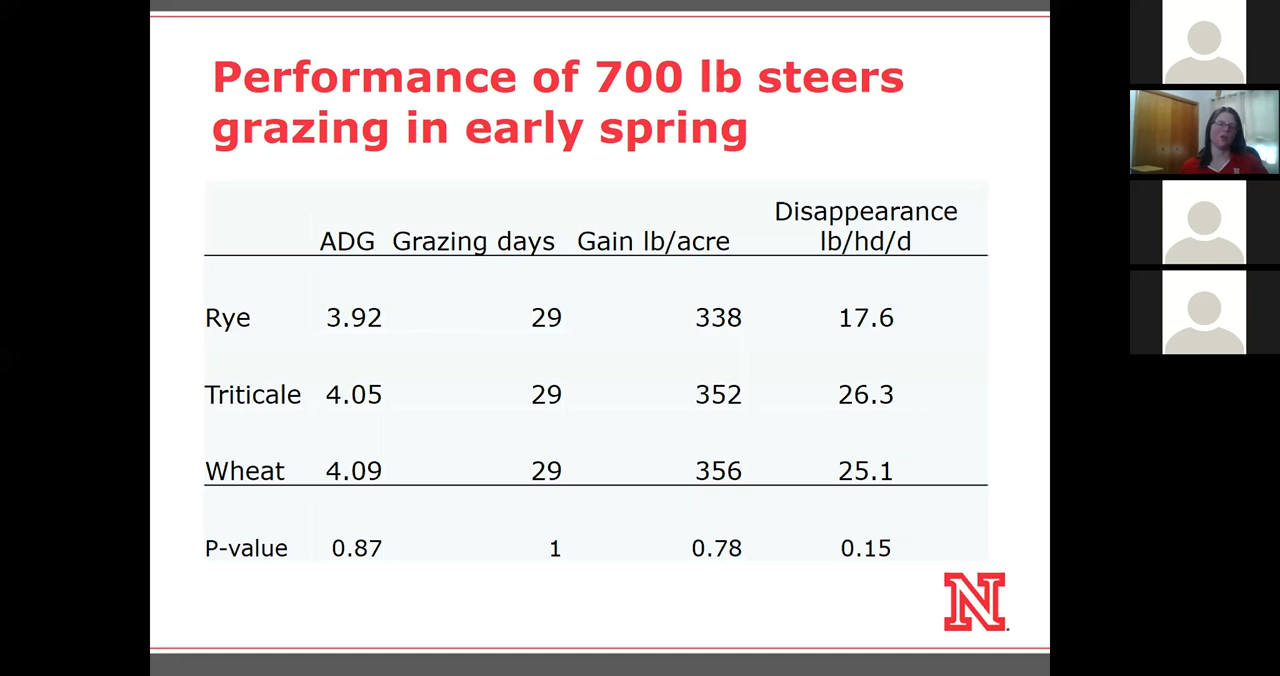 Performance of 700 lb steers
grazing in early spring
Disappearance
ADG Grazing days Gain lb/acre lb/hd/d
Rye 3.92 29 338 17.6
Triticale 4.05 29 352 26.3
Wheat 4.09 29 356 25.1
P-value 0.87 1 0.78 0.15
N